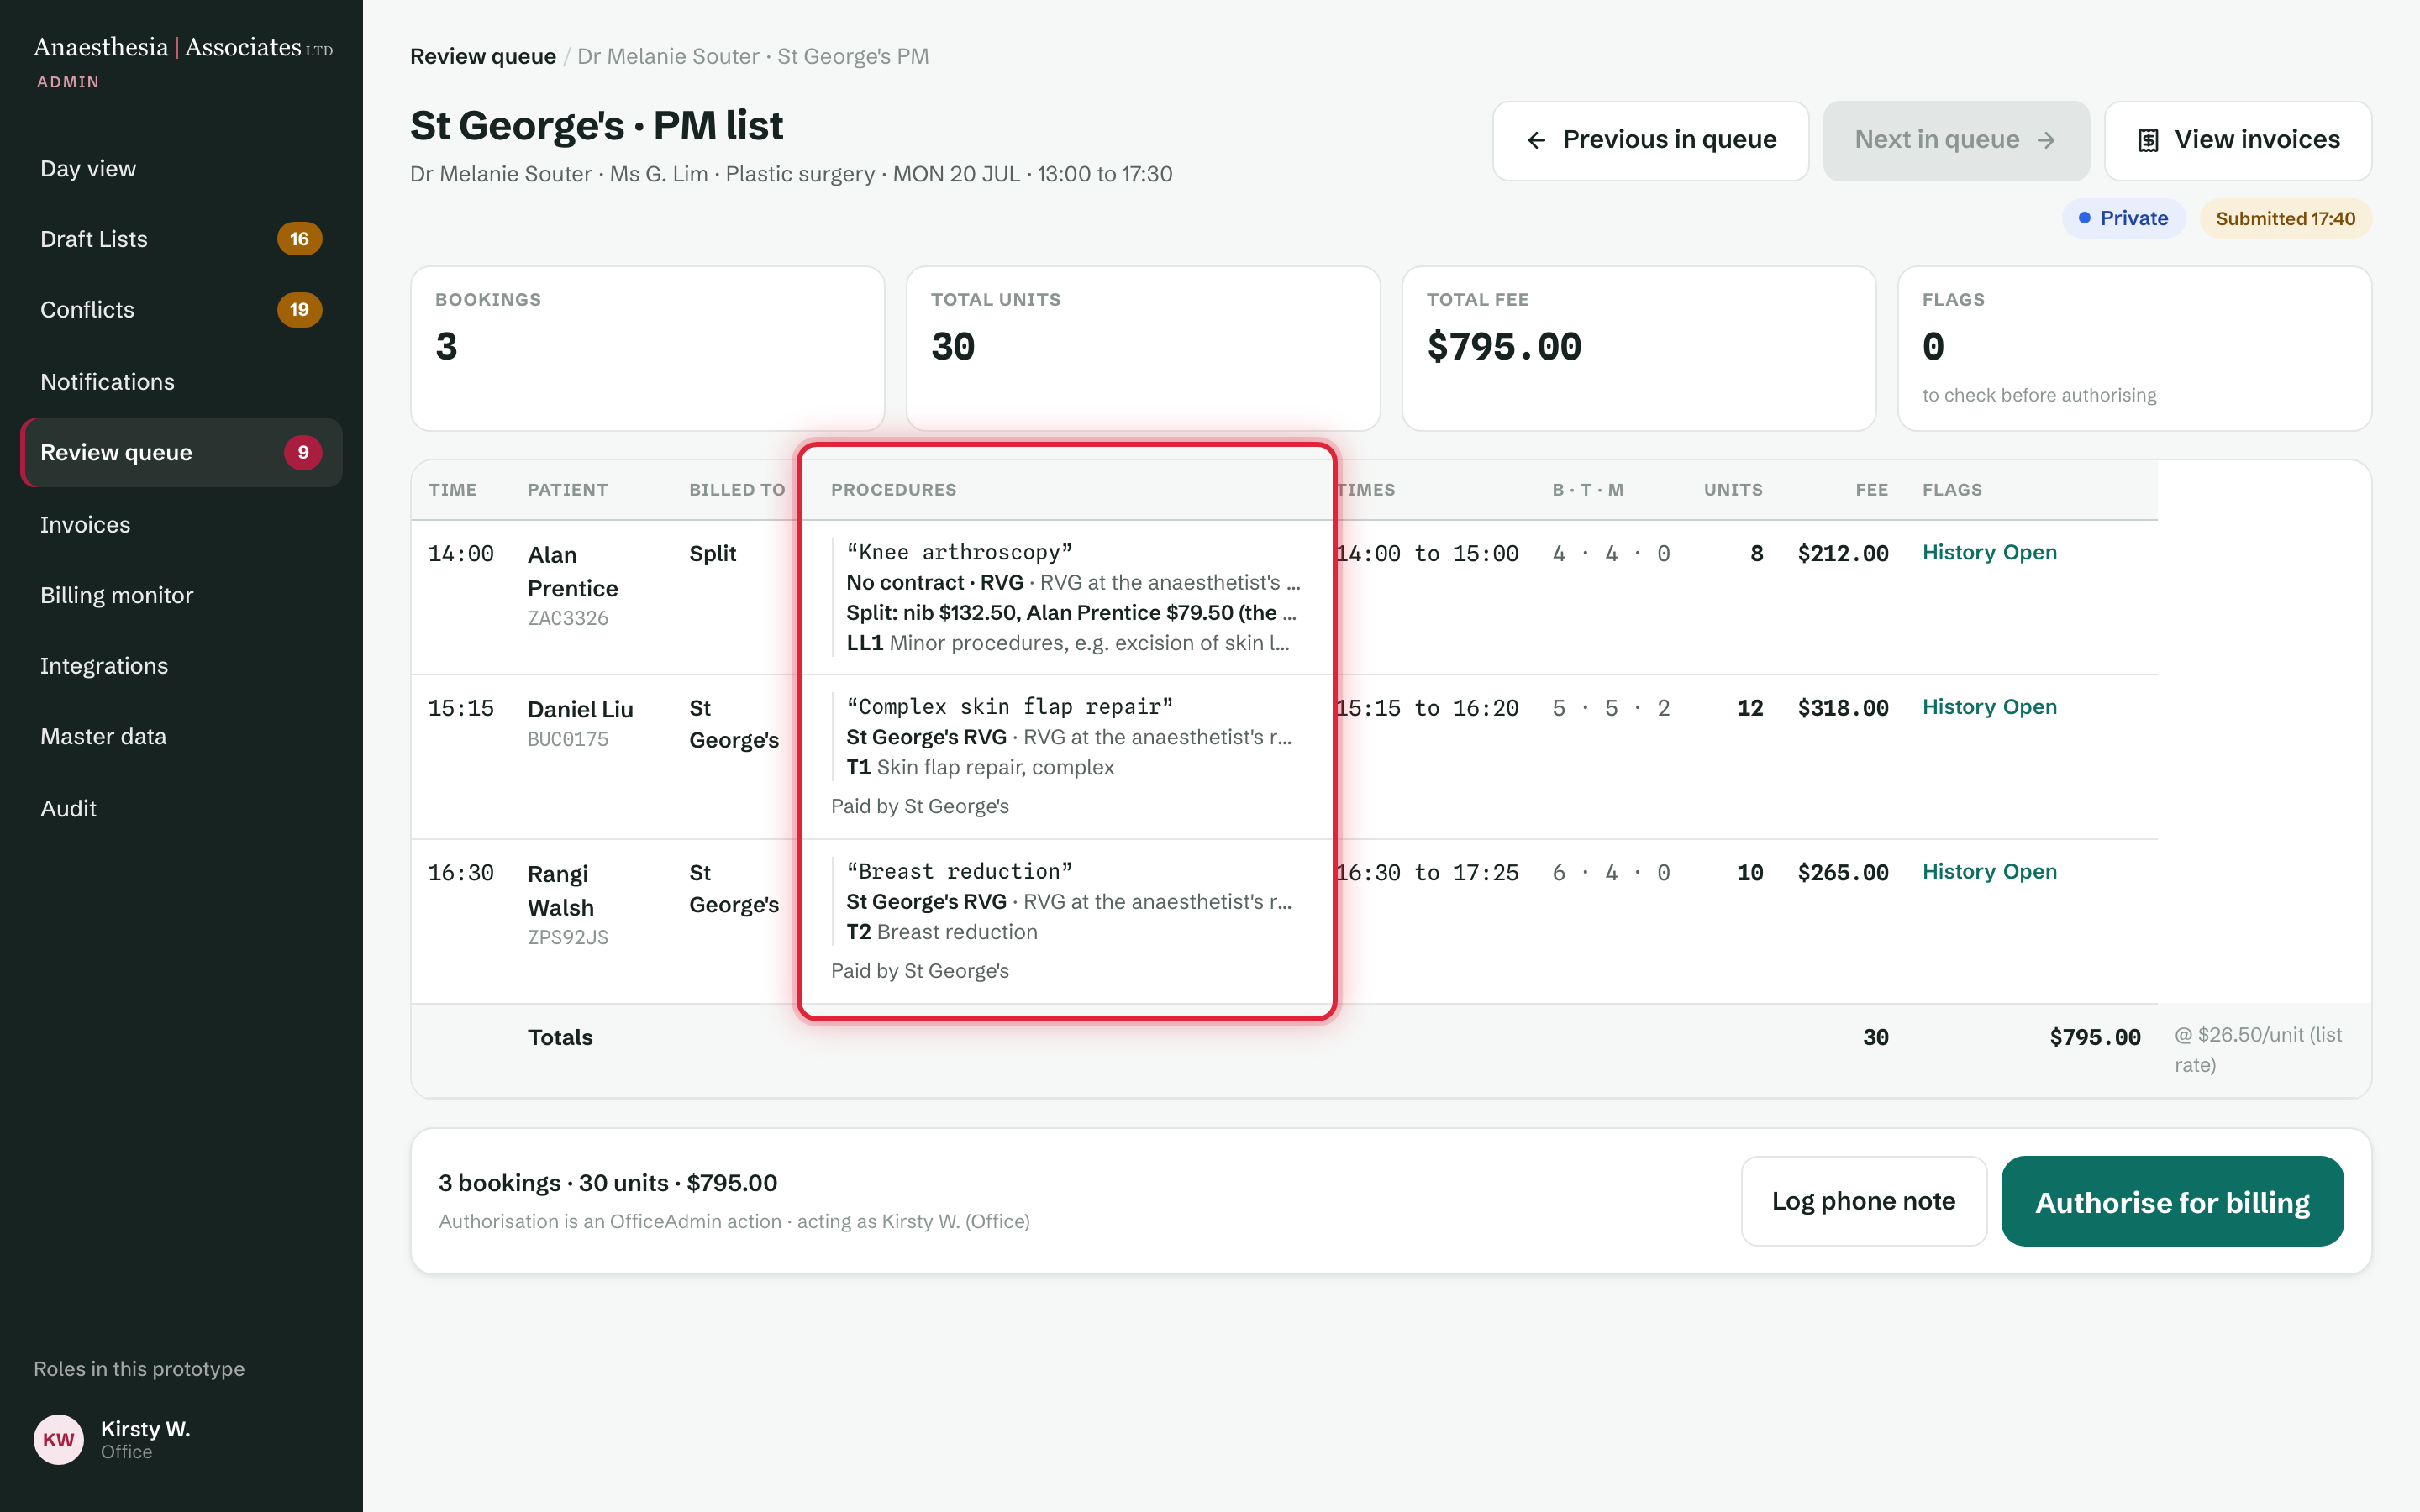 Anaesthesia | Associates LTD
ADMIN
Day view
Draft Lists 16
Conflicts 19
Notifications
Review queue 9
Invoices
Billing monitor
Integrations
Master data
Audit
Roles in this prototype
KW
Kirsty W.
Office
Review queue / Dr Melanie Souter · St George's PM
St George's · PM list
Dr Melanie Souter · Ms G. Lim · Plastic surgery · MON 20 JUL · 13:00 to 17:30
← Previous in queue
Next in queue →
View invoices
Private
Submitted 17:40
BOOKINGS
3
TOTAL UNITS
30
TOTAL FEE
$795.00
FLAGS
0
to check before authorising
TIME PATIENT BILLED TO PROCEDURES TIMES B · T · M UNITS FEE FLAGS
14:00
Alan
Prentice
ZAC3326
Split
“Knee arthroscopy”
No contract · RVG · RVG at the anaesthetist's ...
Split: nib $132.50, Alan Prentice $79.50 (the ...
LL1 Minor procedures, e.g. excision of skin l...
14:00 to 15:00
4 · 4 · 0
8
$212.00
History Open
15:15
Daniel Liu
BUC0175
St
George's
“Complex skin flap repair”
St George's RVG · RVG at the anaesthetist's r...
T1 Skin flap repair, complex
Paid by St George's
15:15 to 16:20
5 · 5 · 2
12
$318.00
History Open
16:30
Rangi
Walsh
ZPS92JS
St
George's
“Breast reduction”
St George's RVG · RVG at the anaesthetist's r...
T2 Breast reduction
Paid by St George's
16:30 to 17:25
6 · 4 · 0
10
$265.00
History Open
Totals
30
$795.00
@ $26.50/unit (list
rate)
3 bookings · 30 units · $795.00
Authorisation is an OfficeAdmin action · acting as Kirsty W. (Office)
Log phone note
Authorise for billing